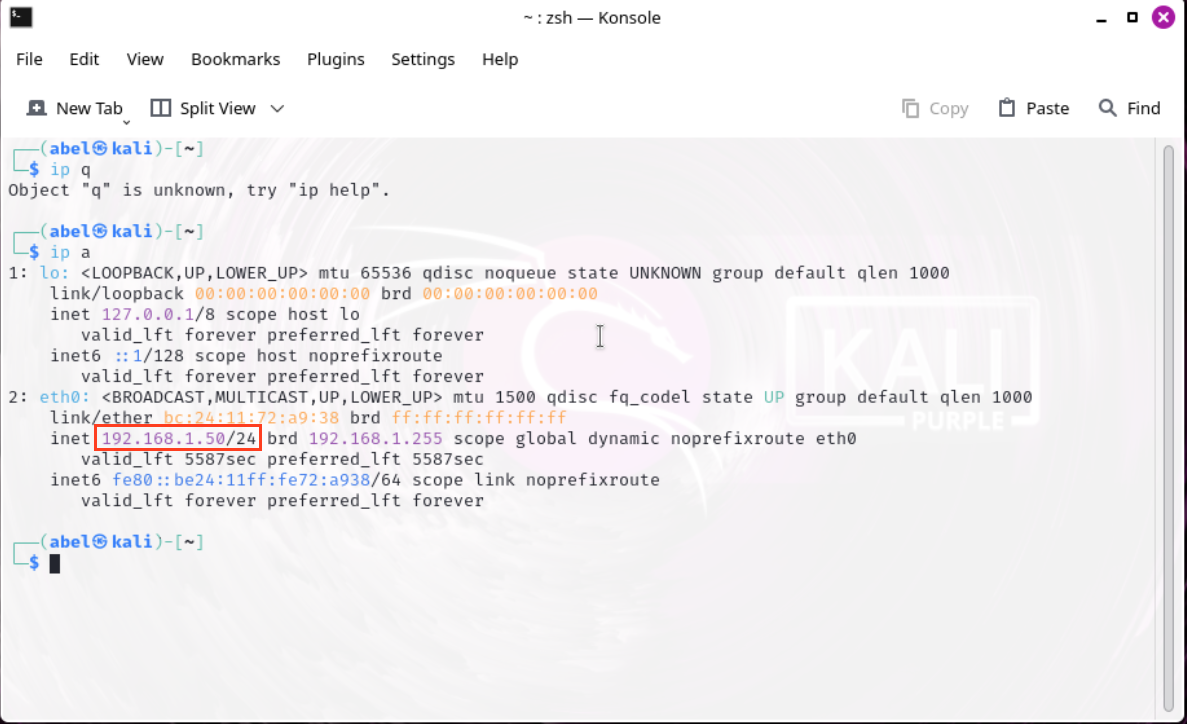 ~ : zsh — Konsole
File Edit View Bookmarks Plugins Settings Help
New Tab Split View Copy Paste Find
┌──(abel㉿kali)-[~]
└─$ ip q
Object "q" is unknown, try "ip help".
┌──(abel㉿kali)-[~]
└─$ ip a
1: lo: <LOOPBACK,UP,LOWER_UP> mtu 65536 qdisc noqueue state UNKNOWN group default qlen 1000
    link/loopback 00:00:00:00:00:00 brd 00:00:00:00:00:00
    inet 127.0.0.1/8 scope host lo
       valid_lft forever preferred_lft forever
    inet6 ::1/128 scope host noprefixroute
       valid_lft forever preferred_lft forever
2: eth0: <BROADCAST,MULTICAST,UP,LOWER_UP> mtu 1500 qdisc fq_codel state UP group default qlen 1000
    link/ether bc:24:11:72:a9:38 brd ff:ff:ff:ff:ff:ff
    inet 192.168.1.50/24 brd 192.168.1.255 scope global dynamic noprefixroute eth0
       valid_lft 5587sec preferred_lft 5587sec
    inet6 fe80::be24:11ff:fe72:a938/64 scope link noprefixroute
       valid_lft forever preferred_lft forever
┌──(abel㉿kali)-[~]
└─$
KALI
PURPLE